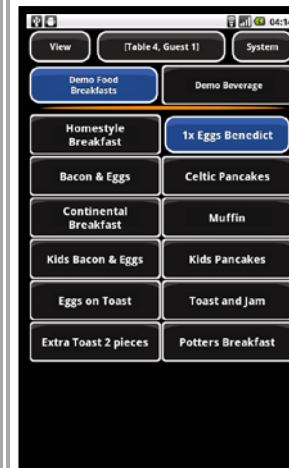 04:14
View
[Table 4,
Guest 1]
System
Demo Food
Breakfasts
Demo Beverage
Homestyle
Breakfast
1x Eggs Benedict
Bacon & Eggs
Celtic Pancakes
Continental
Breakfast
Muffin
Kids Bacon & Eggs
Kids Pancakes
Eggs on Toast
Toast and Jam
Extra Toast 2 pieces
Potters Breakfast